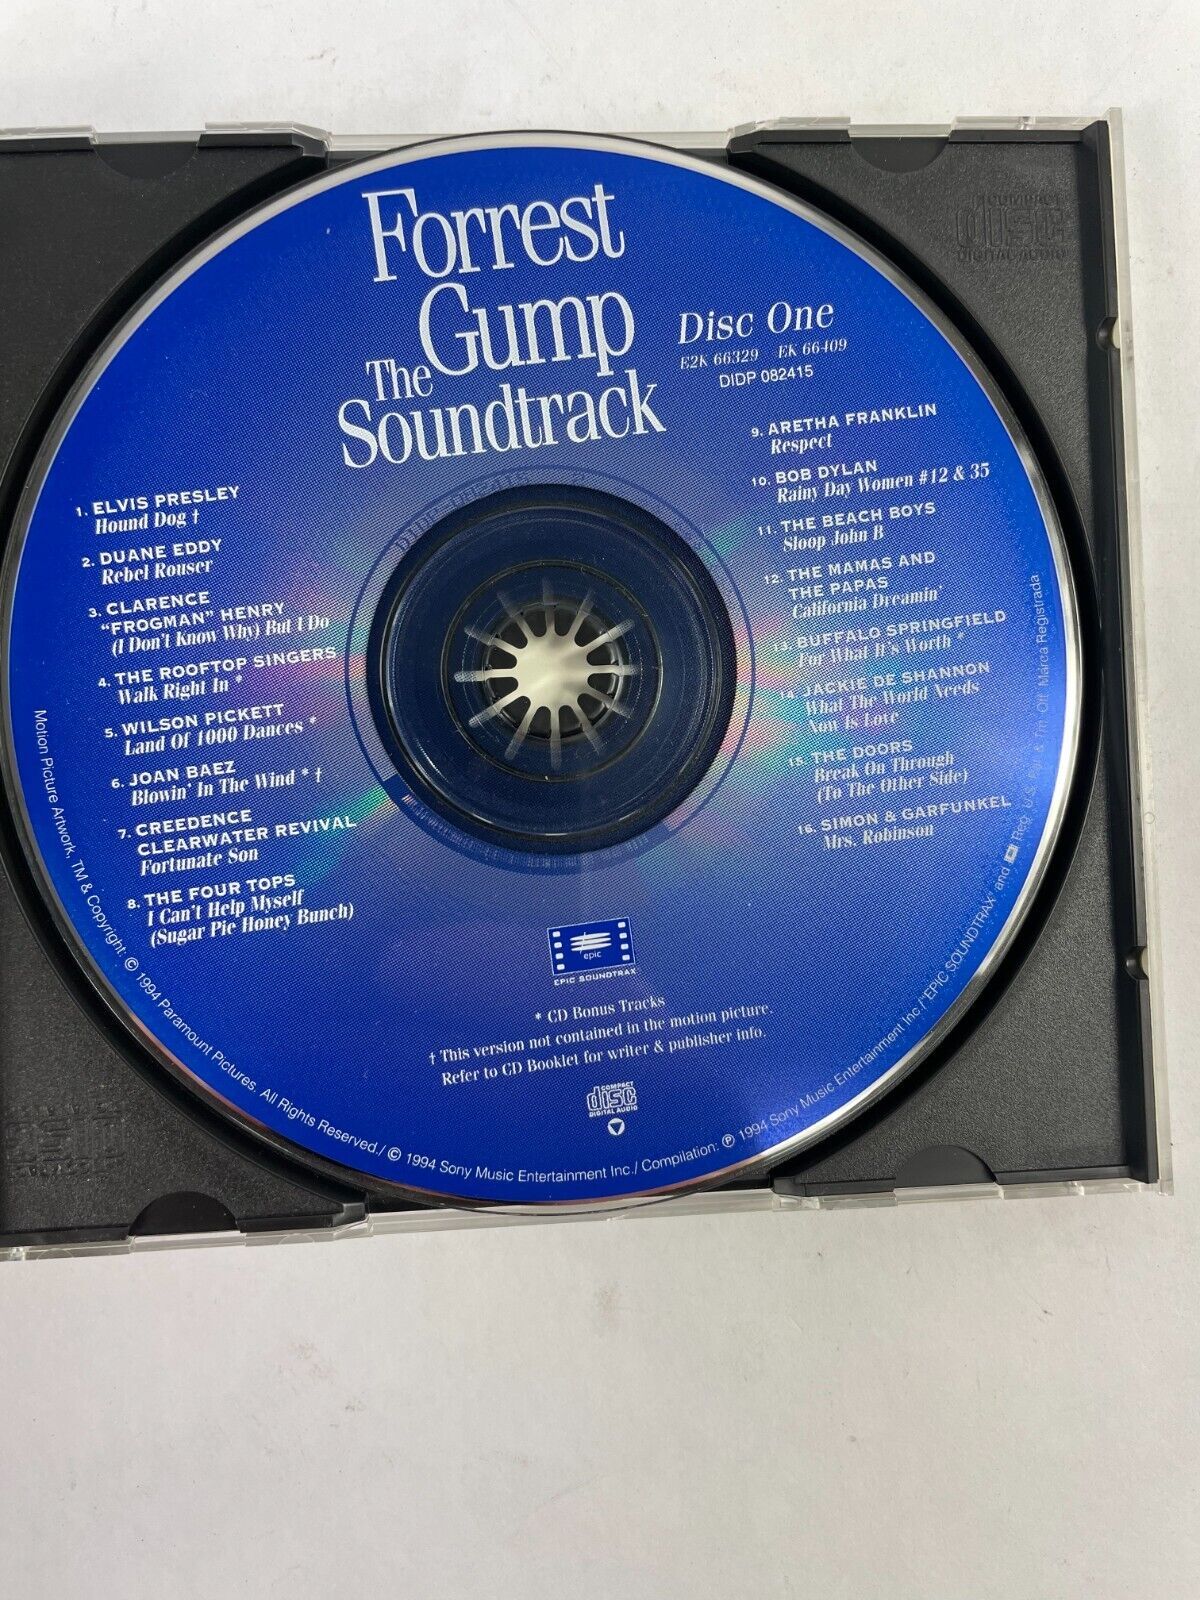 Forrest
Gump
The
Soundtrack
Disc One
E2K 66329 EK 66409
DIDP 082415
1. ELVIS PRESLEY
Hound Dog †
2. DUANE EDDY
Rebel Rouser
3. CLARENCE
"FROGMAN" HENRY
(I Don't Know Why) But I Do
4. THE ROOFTOP SINGERS
Walk Right In *
5. WILSON PICKETT
Land Of 1000 Dances *
6. JOAN BAEZ
Blowin' In The Wind * †
7. CREEDENCE
CLEARWATER REVIVAL
Fortunate Son
8. THE FOUR TOPS
I Can't Help Myself
(Sugar Pie Honey Bunch)
9. ARETHA FRANKLIN
Respect
10. BOB DYLAN
Rainy Day Women #12 & 35
11. THE BEACH BOYS
Sloop John B
12. THE MAMAS AND
THE PAPAS
California Dreamin'
13. BUFFALO SPRINGFIELD
For What It's Worth *
14. JACKIE DE SHANNON
What The World Needs
Now Is Love
15. THE DOORS
Break On Through
(To The Other Side)
16. SIMON & GARFUNKEL
Mrs. Robinson
epic
EPIC SOUNDTRAX
* CD Bonus Tracks
† This version not contained in the motion picture.
Refer to CD Booklet for writer & publisher info.
COMPACT
disc
DIGITAL AUDIO
Motion Picture Artwork, TM & Copyright: © 1994 Paramount Pictures. All Rights Reserved./ © 1994 Sony Music Entertainment Inc./ Compilation: ℗ 1994 Sony Music Entertainment Inc./"EPIC SOUNDTRAX" and Reg. U.S. Pat. & Tm. Off. Marca Registrada
COMPACT
disc
DIGITAL AUDIO